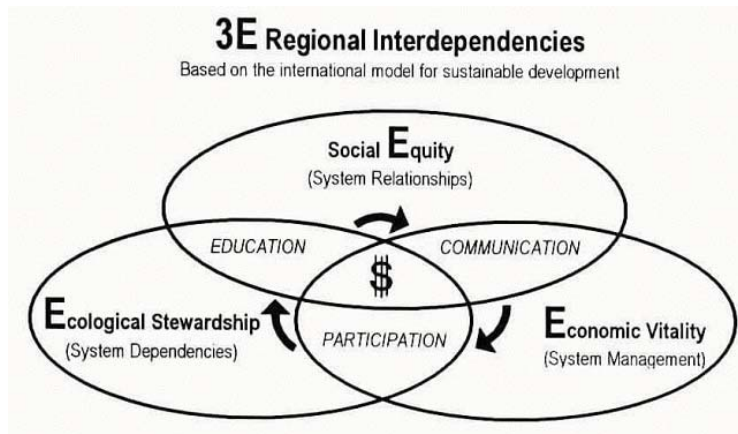 3E Regional Interdependencies
Based on the international model for sustainable development
Social Equity
(System Relationships)
EDUCATION
COMMUNICATION
$
Ecological Stewardship
(System Dependencies)
PARTICIPATION
Economic Vitality
(System Management)